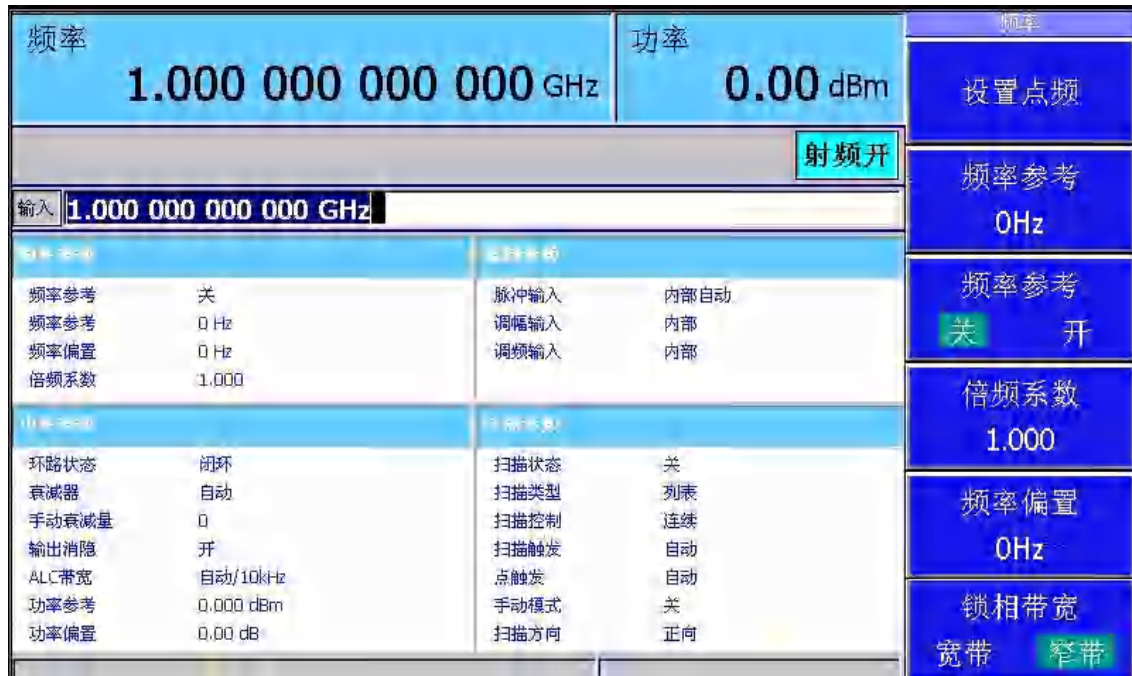 频率
1.000 000 000 000 GHz
功率
0.00 dBm
射频开
输入 1.000 000 000 000 GHz
频率参考 关
频率参考 0 Hz
频率偏置 0 Hz
倍频系数 1.000
脉冲输入 内部自动
调幅输入 内部
调频输入 内部
环路状态 闭环
衰减器 自动
手动衰减量 0
输出消隐 开
ALC带宽 自动/10kHz
功率参考 0.000 dBm
功率偏置 0.00 dB
扫描状态 关
扫描类型 列表
扫描控制 连续
扫描触发 自动
点触发 自动
手动模式 关
扫描方向 正向
频率
设置点频
频率参考
0Hz
频率参考
关 开
倍频系数
1.000
频率偏置
0Hz
锁相带宽
宽带 窄带